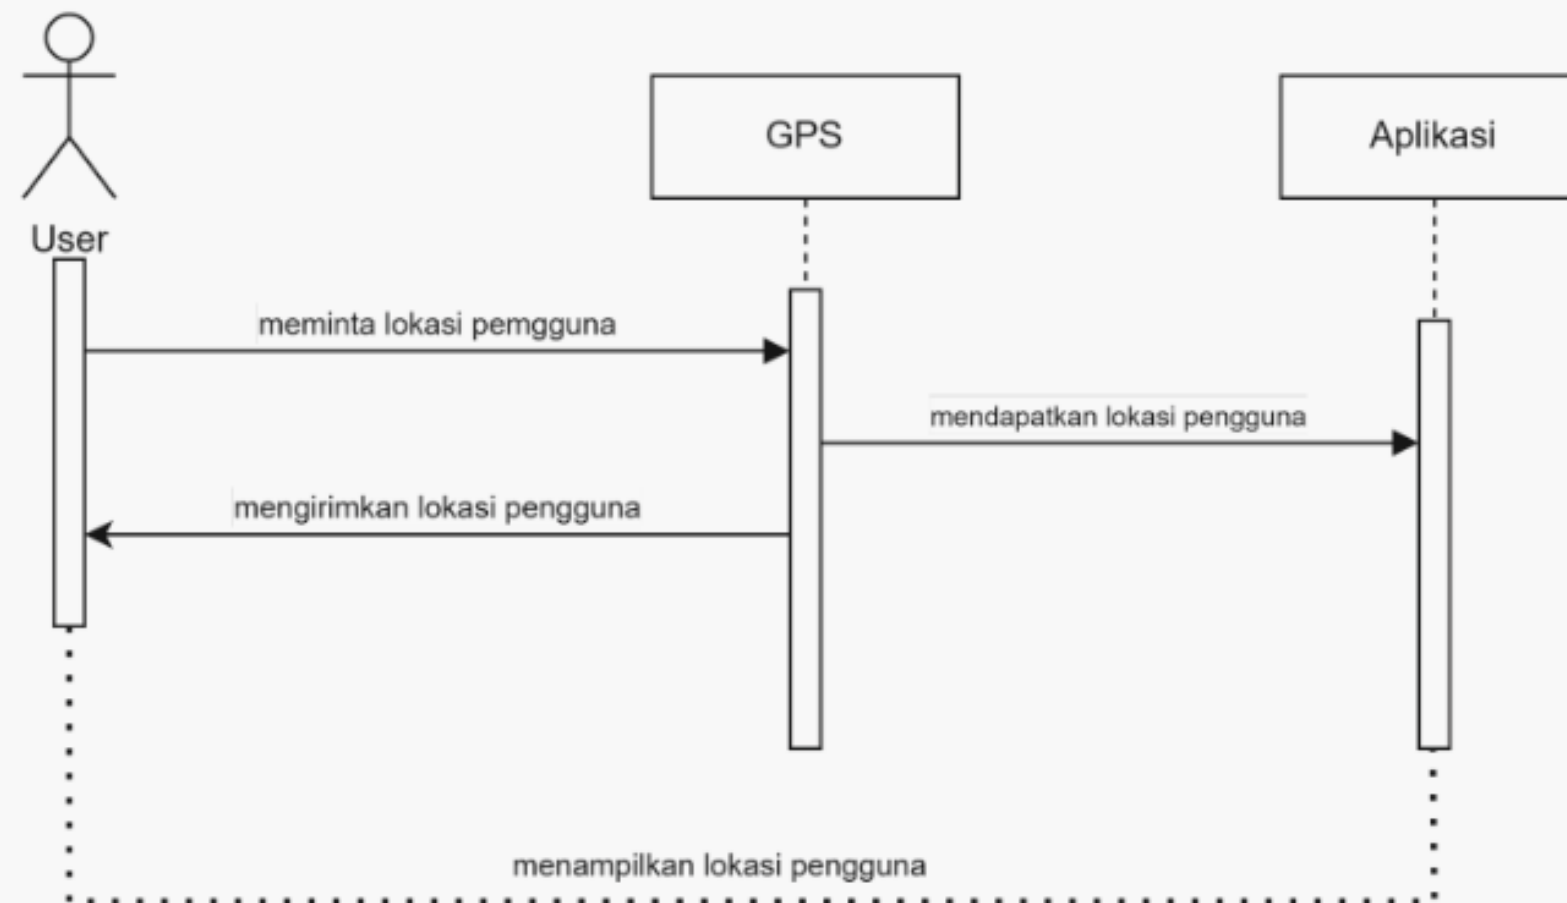 GPS
Aplikasi
User
meminta lokasi pemgguna
mendapatkan lokasi pengguna
mengirimkan lokasi pengguna
menampilkan lokasi pengguna